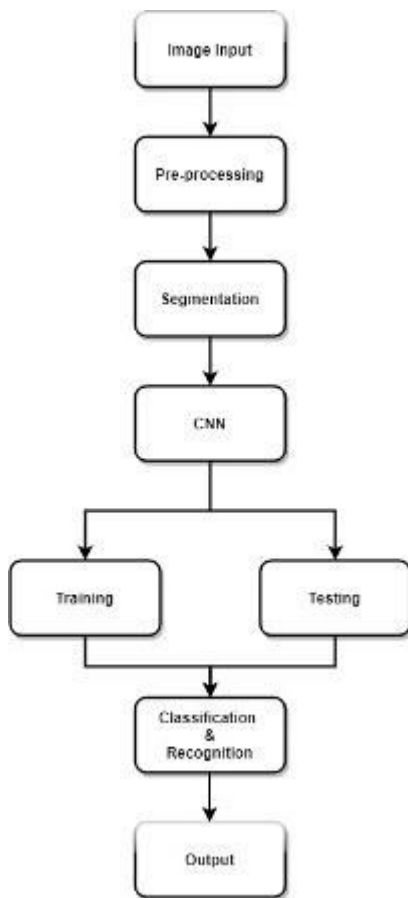 Image Input
Pre-processing
Segmentation
CNN
Training
Testing
Classification
&
Recognition
Output